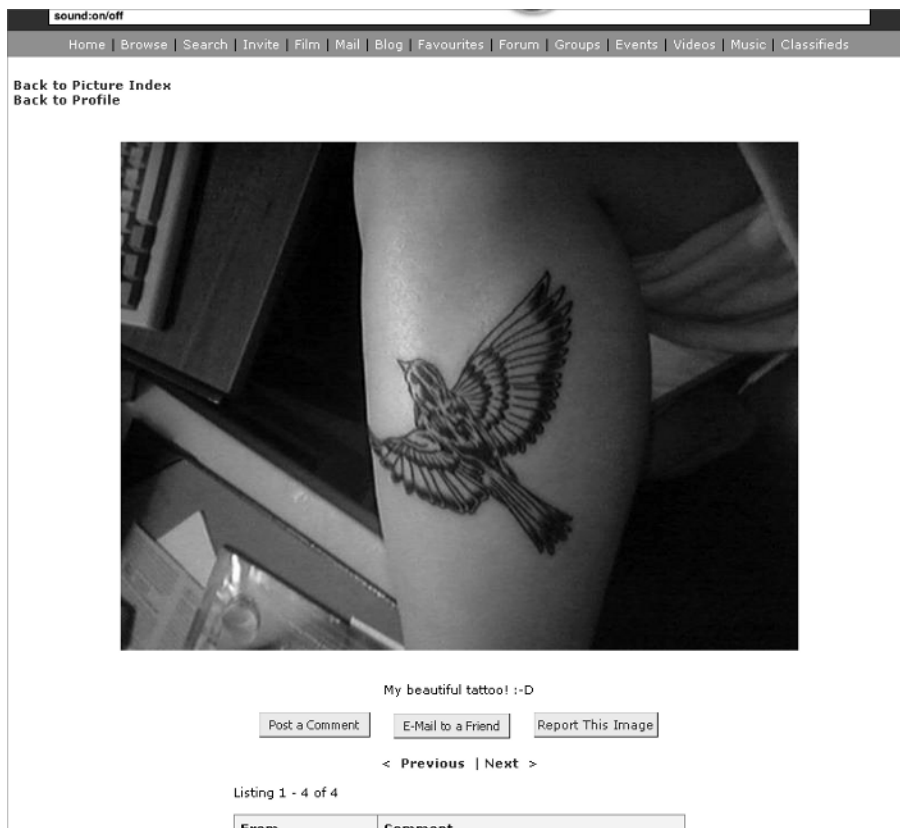 sound:on/off
Home | Browse | Search | Invite | Film | Mail | Blog | Favourites | Forum | Groups | Events | Videos | Music | Classifieds
Back to Picture Index
Back to Profile
My beautiful tattoo! :-D
Post a Comment E-Mail to a Friend Report This Image
< Previous | Next >
Listing 1 - 4 of 4
From Comment